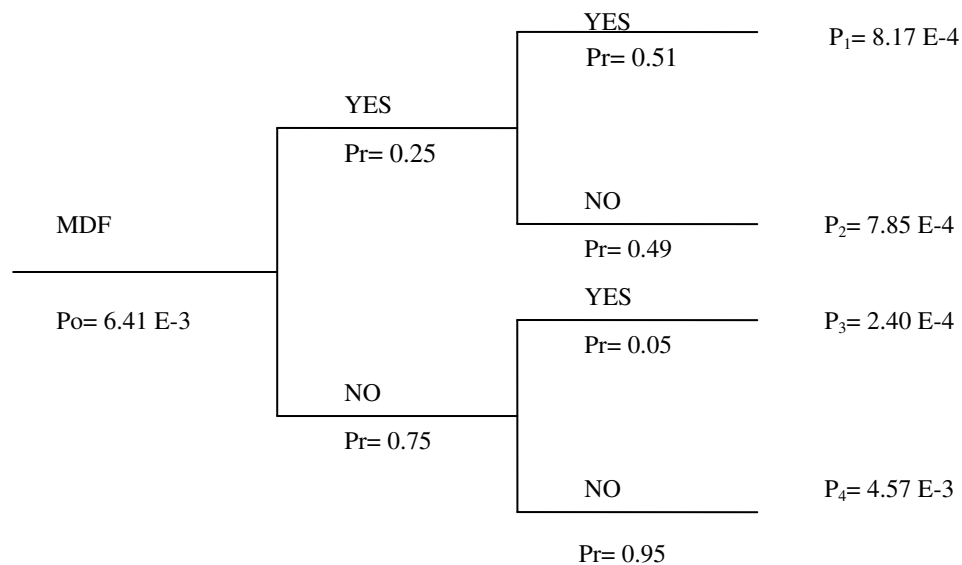 YES
P₁= 8.17 E-4
Pr= 0.51
YES
Pr= 0.25
NO
P₂= 7.85 E-4
Pr= 0.49
MDF
Po= 6.41 E-3
YES
P₃= 2.40 E-4
Pr= 0.05
NO
Pr= 0.75
NO
P₄= 4.57 E-3
Pr= 0.95